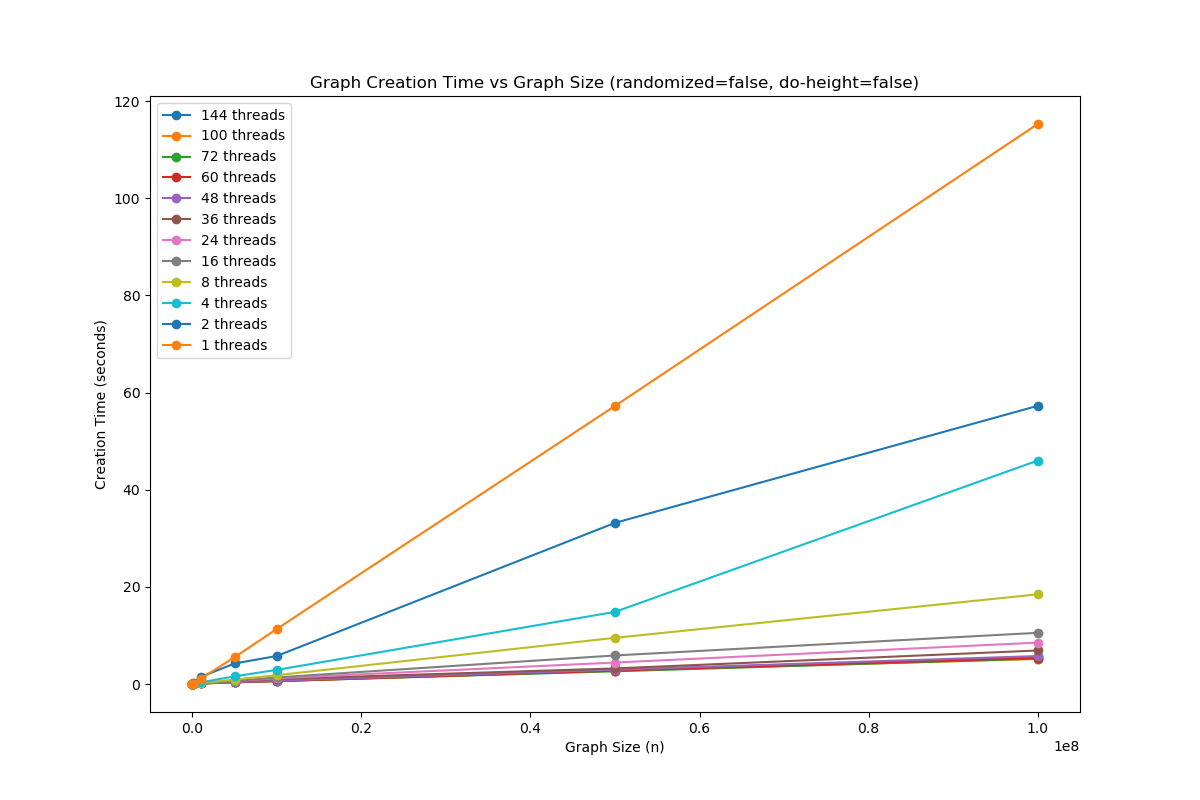 Graph Creation Time vs Graph Size (randomized=false, do-height=false)
120
100
80
60
40
20
0
Creation Time (seconds)
144 threads
100 threads
72 threads
60 threads
48 threads
36 threads
24 threads
16 threads
8 threads
4 threads
2 threads
1 threads
0.0 0.2 0.4 0.6 0.8 1.0
1e8
Graph Size (n)